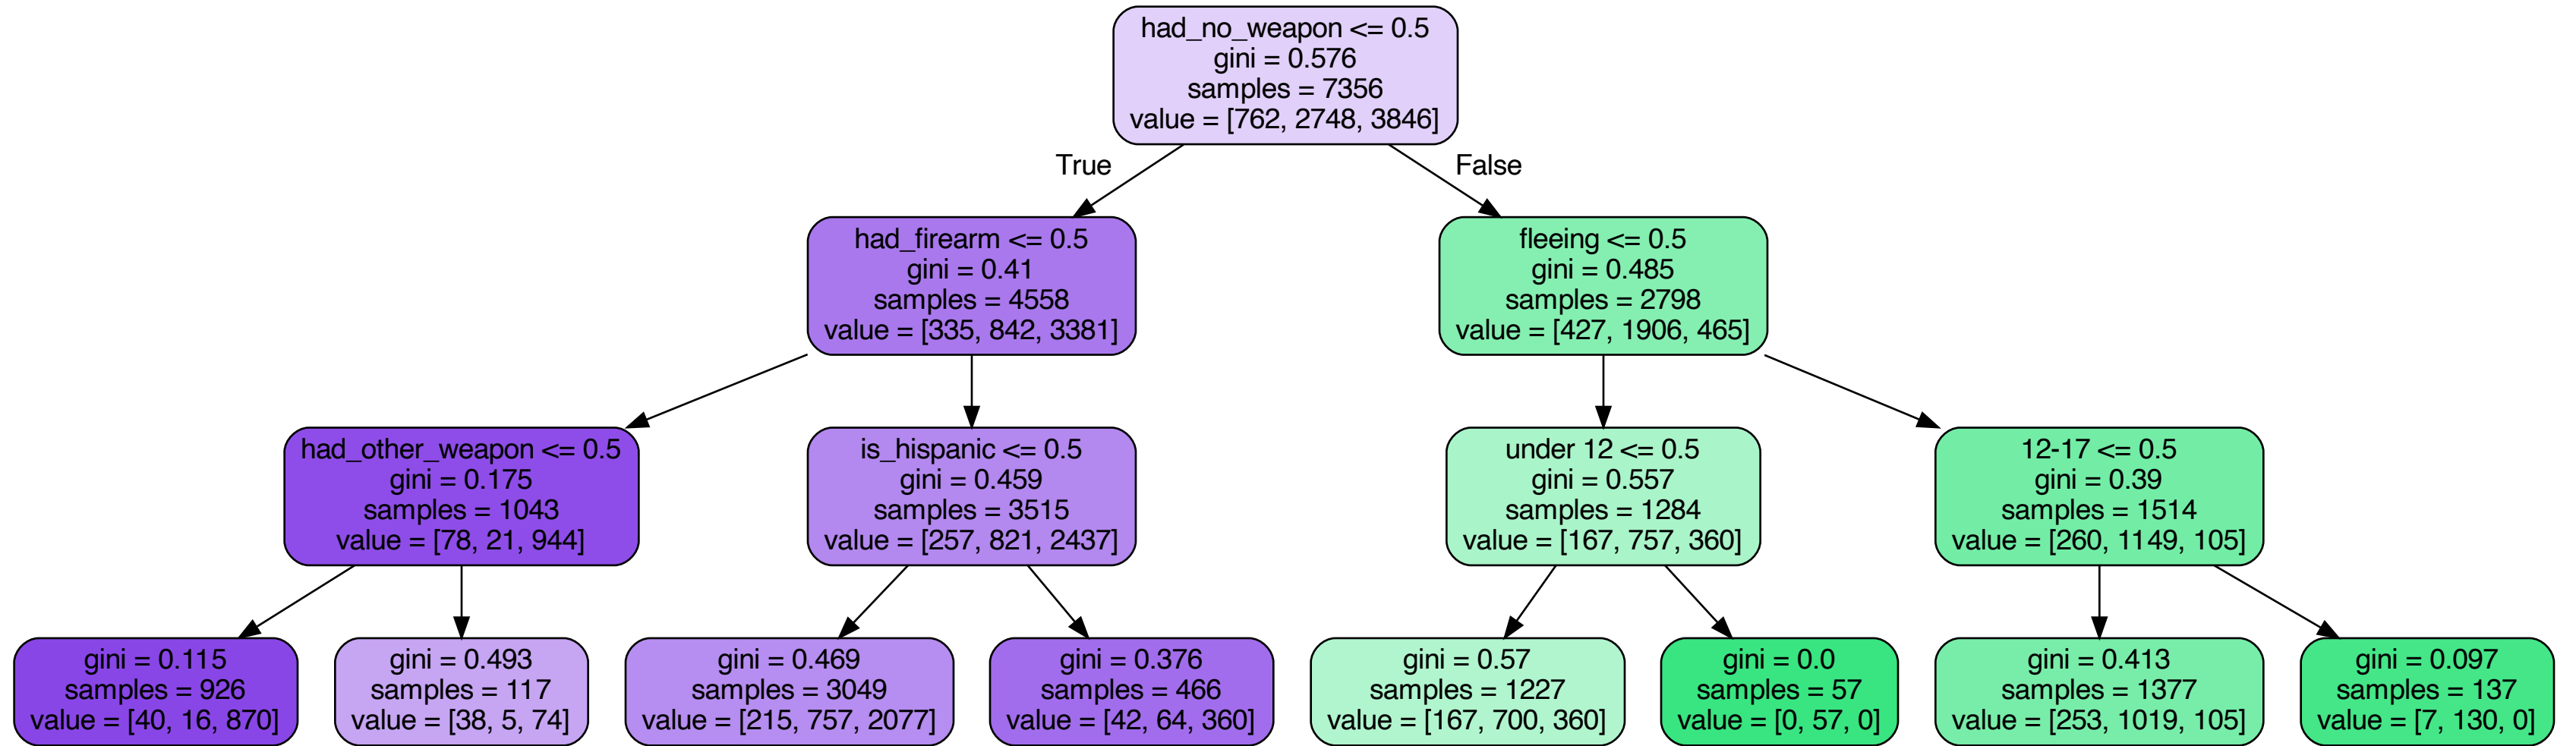 had_no_weapon <= 0.5
gini = 0.576
samples = 7356
value = [762, 2748, 3846]
True
False
had_firearm <= 0.5
gini = 0.41
samples = 4558
value = [335, 842, 3381]
fleeing <= 0.5
gini = 0.485
samples = 2798
value = [427, 1906, 465]
had_other_weapon <= 0.5
gini = 0.175
samples = 1043
value = [78, 21, 944]
is_hispanic <= 0.5
gini = 0.459
samples = 3515
value = [257, 821, 2437]
under 12 <= 0.5
gini = 0.557
samples = 1284
value = [167, 757, 360]
12-17 <= 0.5
gini = 0.39
samples = 1514
value = [260, 1149, 105]
gini = 0.115
samples = 926
value = [40, 16, 870]
gini = 0.493
samples = 117
value = [38, 5, 74]
gini = 0.469
samples = 3049
value = [215, 757, 2077]
gini = 0.376
samples = 466
value = [42, 64, 360]
gini = 0.57
samples = 1227
value = [167, 700, 360]
gini = 0.0
samples = 57
value = [0, 57, 0]
gini = 0.413
samples = 1377
value = [253, 1019, 105]
gini = 0.097
samples = 137
value = [7, 130, 0]